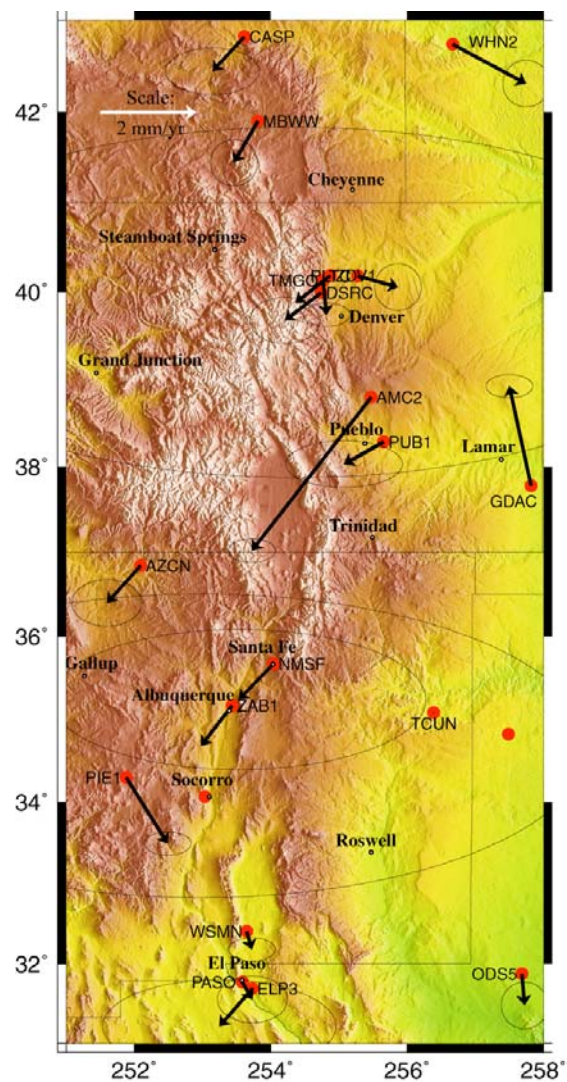 CASP
WHN2
42°
Scale:
2 mm/yr
MBWW
Cheyenne
Steamboat Springs
40°
TMGO
DSRC
Denver
Grand Junction
AMC2
Pueblo
PUB1
Lamar
38°
GDAC
Trinidad
AZCN
36°
Santa Fe
NMSF
Gallup
Albuquerque
ZAB1
TCUN
34°
PIE1
Socorro
Roswell
WSMN
32°
El Paso
PASO
ELP3
ODS5
252°
254°
256°
258°